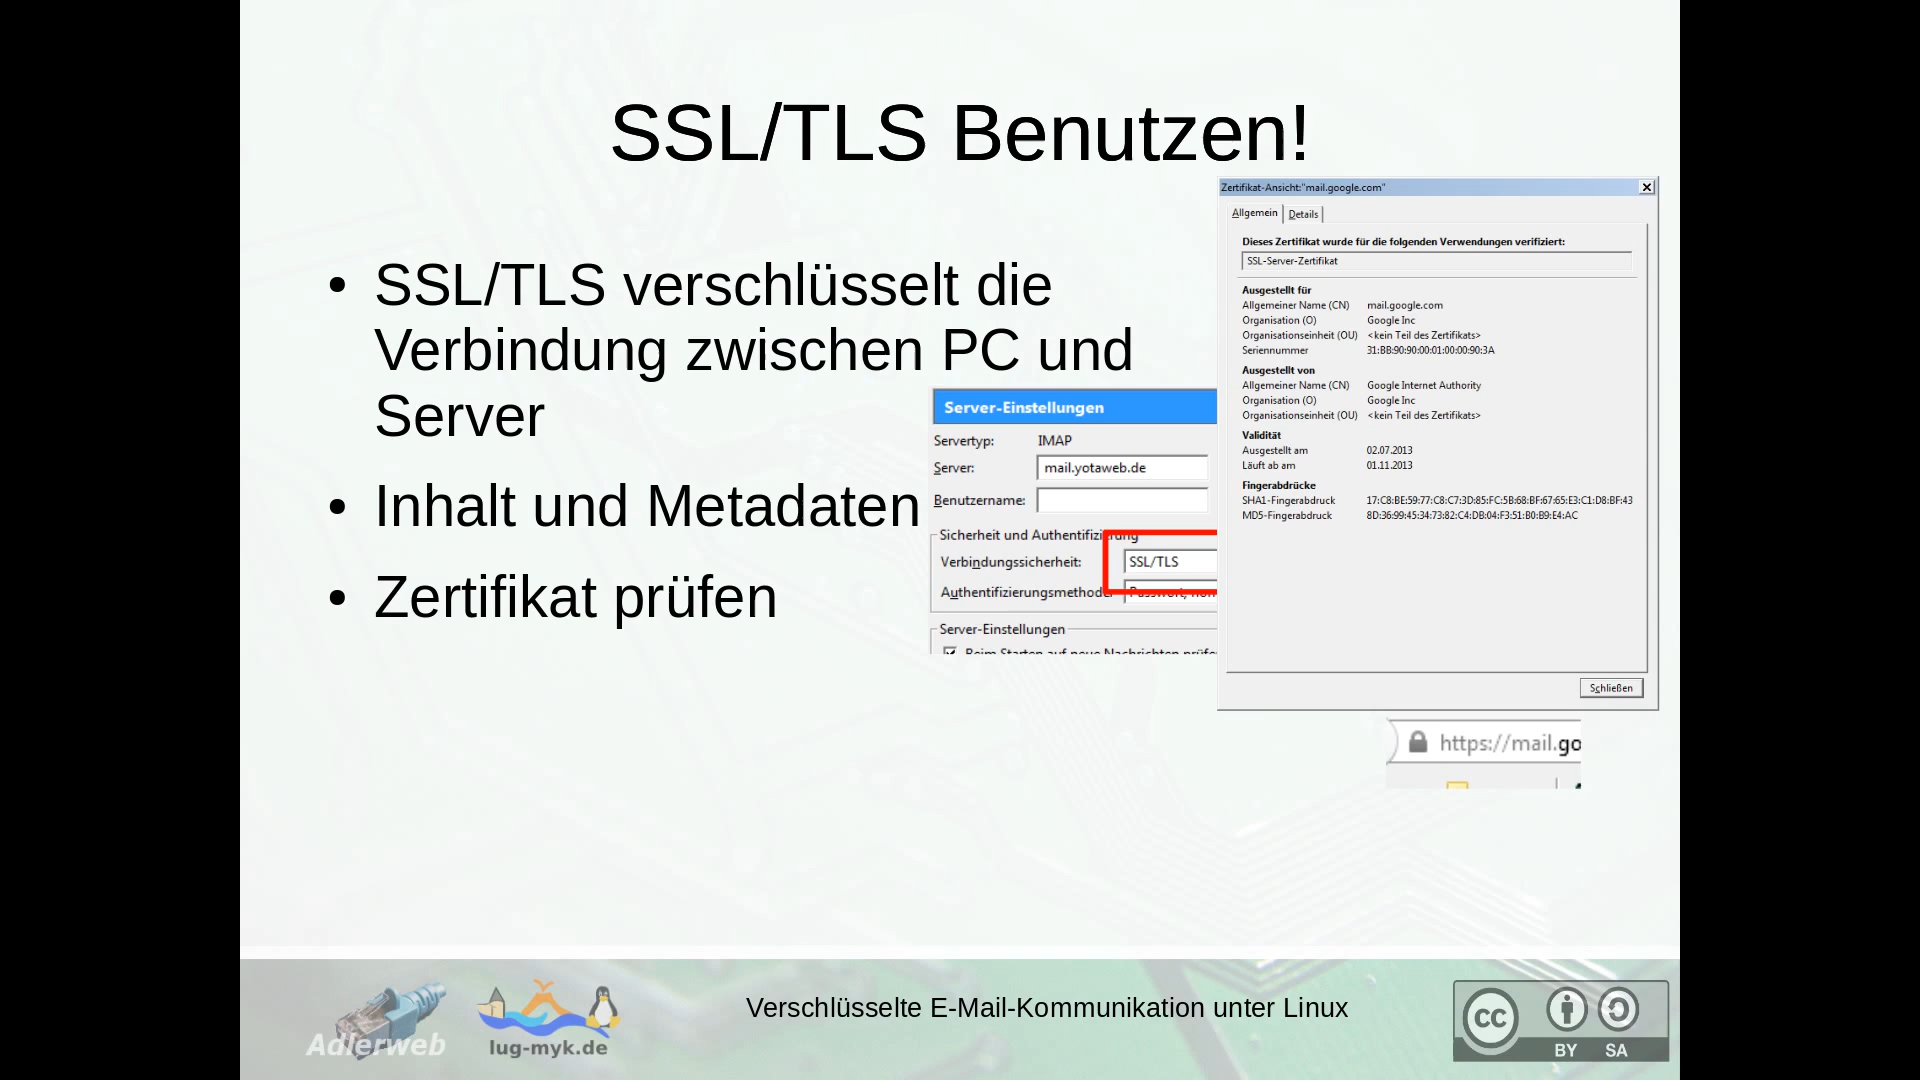 SSL/TLS Benutzen!
SSL/TLS verschlüsselt die
Verbindung zwischen PC und
Server
Inhalt und Metadaten
Zertifikat prüfen
Server-Einstellungen
Servertyp: IMAP
Server: mail.yotaweb.de
Benutzername:
Sicherheit und Authentifizierung
Verbindungssicherheit: SSL/TLS
Authentifizierungsmethode: Passwort,
Server-Einstellungen
Beim Starten auf neue Nachrichten
Zertifikat-Ansicht:"mail.google.com"
Allgemein Details
Dieses Zertifikat wurde für die folgenden Verwendungen verifiziert:
SSL-Server-Zertifikat
Ausgestellt für
Allgemeiner Name (CN) mail.google.com
Organisation (O) Google Inc
Organisationseinheit (OU) <kein Teil des Zertifikats>
Seriennummer 31:BB:90:90:00:01:00:00:90:3A
Ausgestellt von
Allgemeiner Name (CN) Google Internet Authority
Organisation (O) Google Inc
Organisationseinheit (OU) <kein Teil des Zertifikats>
Validität
Ausgestellt am 02.07.2013
Läuft ab am 01.11.2013
Fingerabdrücke
SHA1-Fingerabdruck 17:C8:BE:59:77:C8:C7:3D:85:FC:5B:68:BF:67:65:E3:C1:D8:BF:43
MD5-Fingerabdruck 8D:36:99:45:34:73:82:C4:DB:04:F3:51:B0:B9:E4:AC
Schließen
https://mail.go
Adlerweb
lug-myk.de
Verschlüsselte E-Mail-Kommunikation unter Linux
cc
BY SA